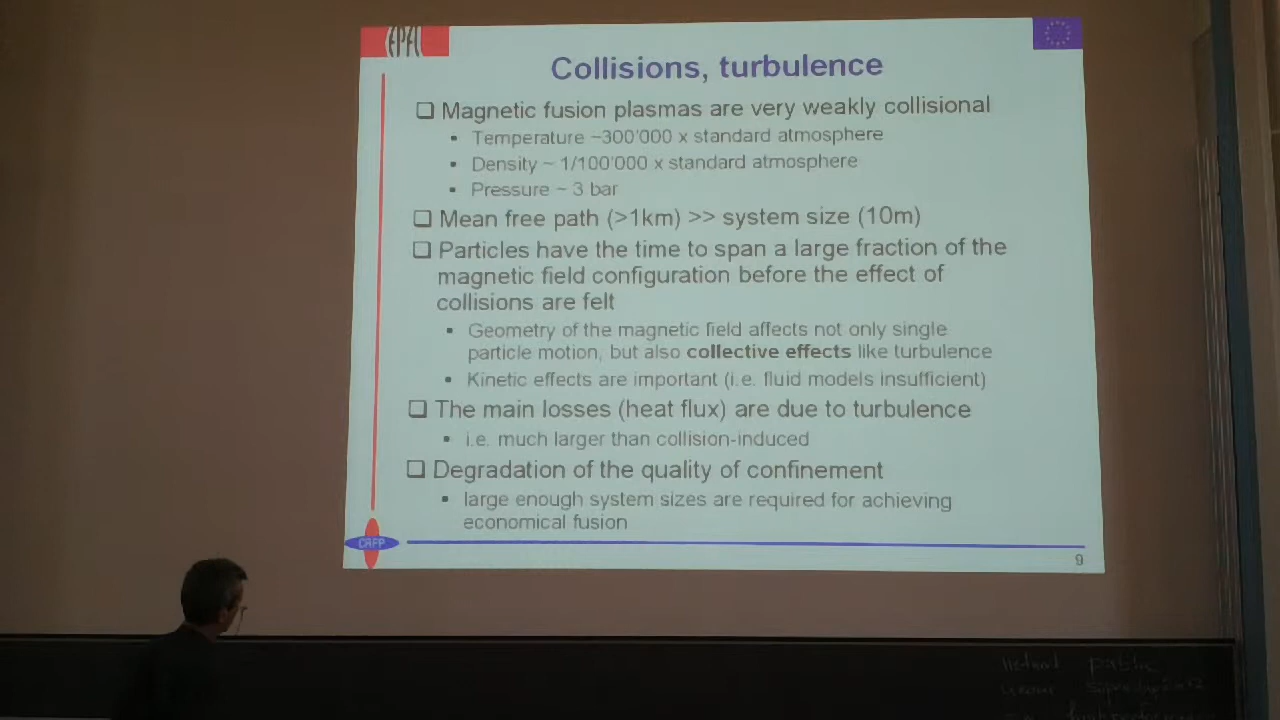 EPFL
Collisions, turbulence
❑ Magnetic fusion plasmas are very weakly collisional
▪ Temperature ~300'000 x standard atmosphere
▪ Density ~ 1/100'000 x standard atmosphere
▪ Pressure ~ 3 bar
❑ Mean free path (>1km) >> system size (10m)
❑ Particles have the time to span a large fraction of the
magnetic field configuration before the effect of
collisions are felt
▪ Geometry of the magnetic field affects not only single
particle motion, but also collective effects like turbulence
▪ Kinetic effects are important (i.e. fluid models insufficient)
❑ The main losses (heat flux) are due to turbulence
▪ i.e. much larger than collision-induced
❑ Degradation of the quality of confinement
▪ large enough system sizes are required for achieving
economical fusion
CRPP
9
public